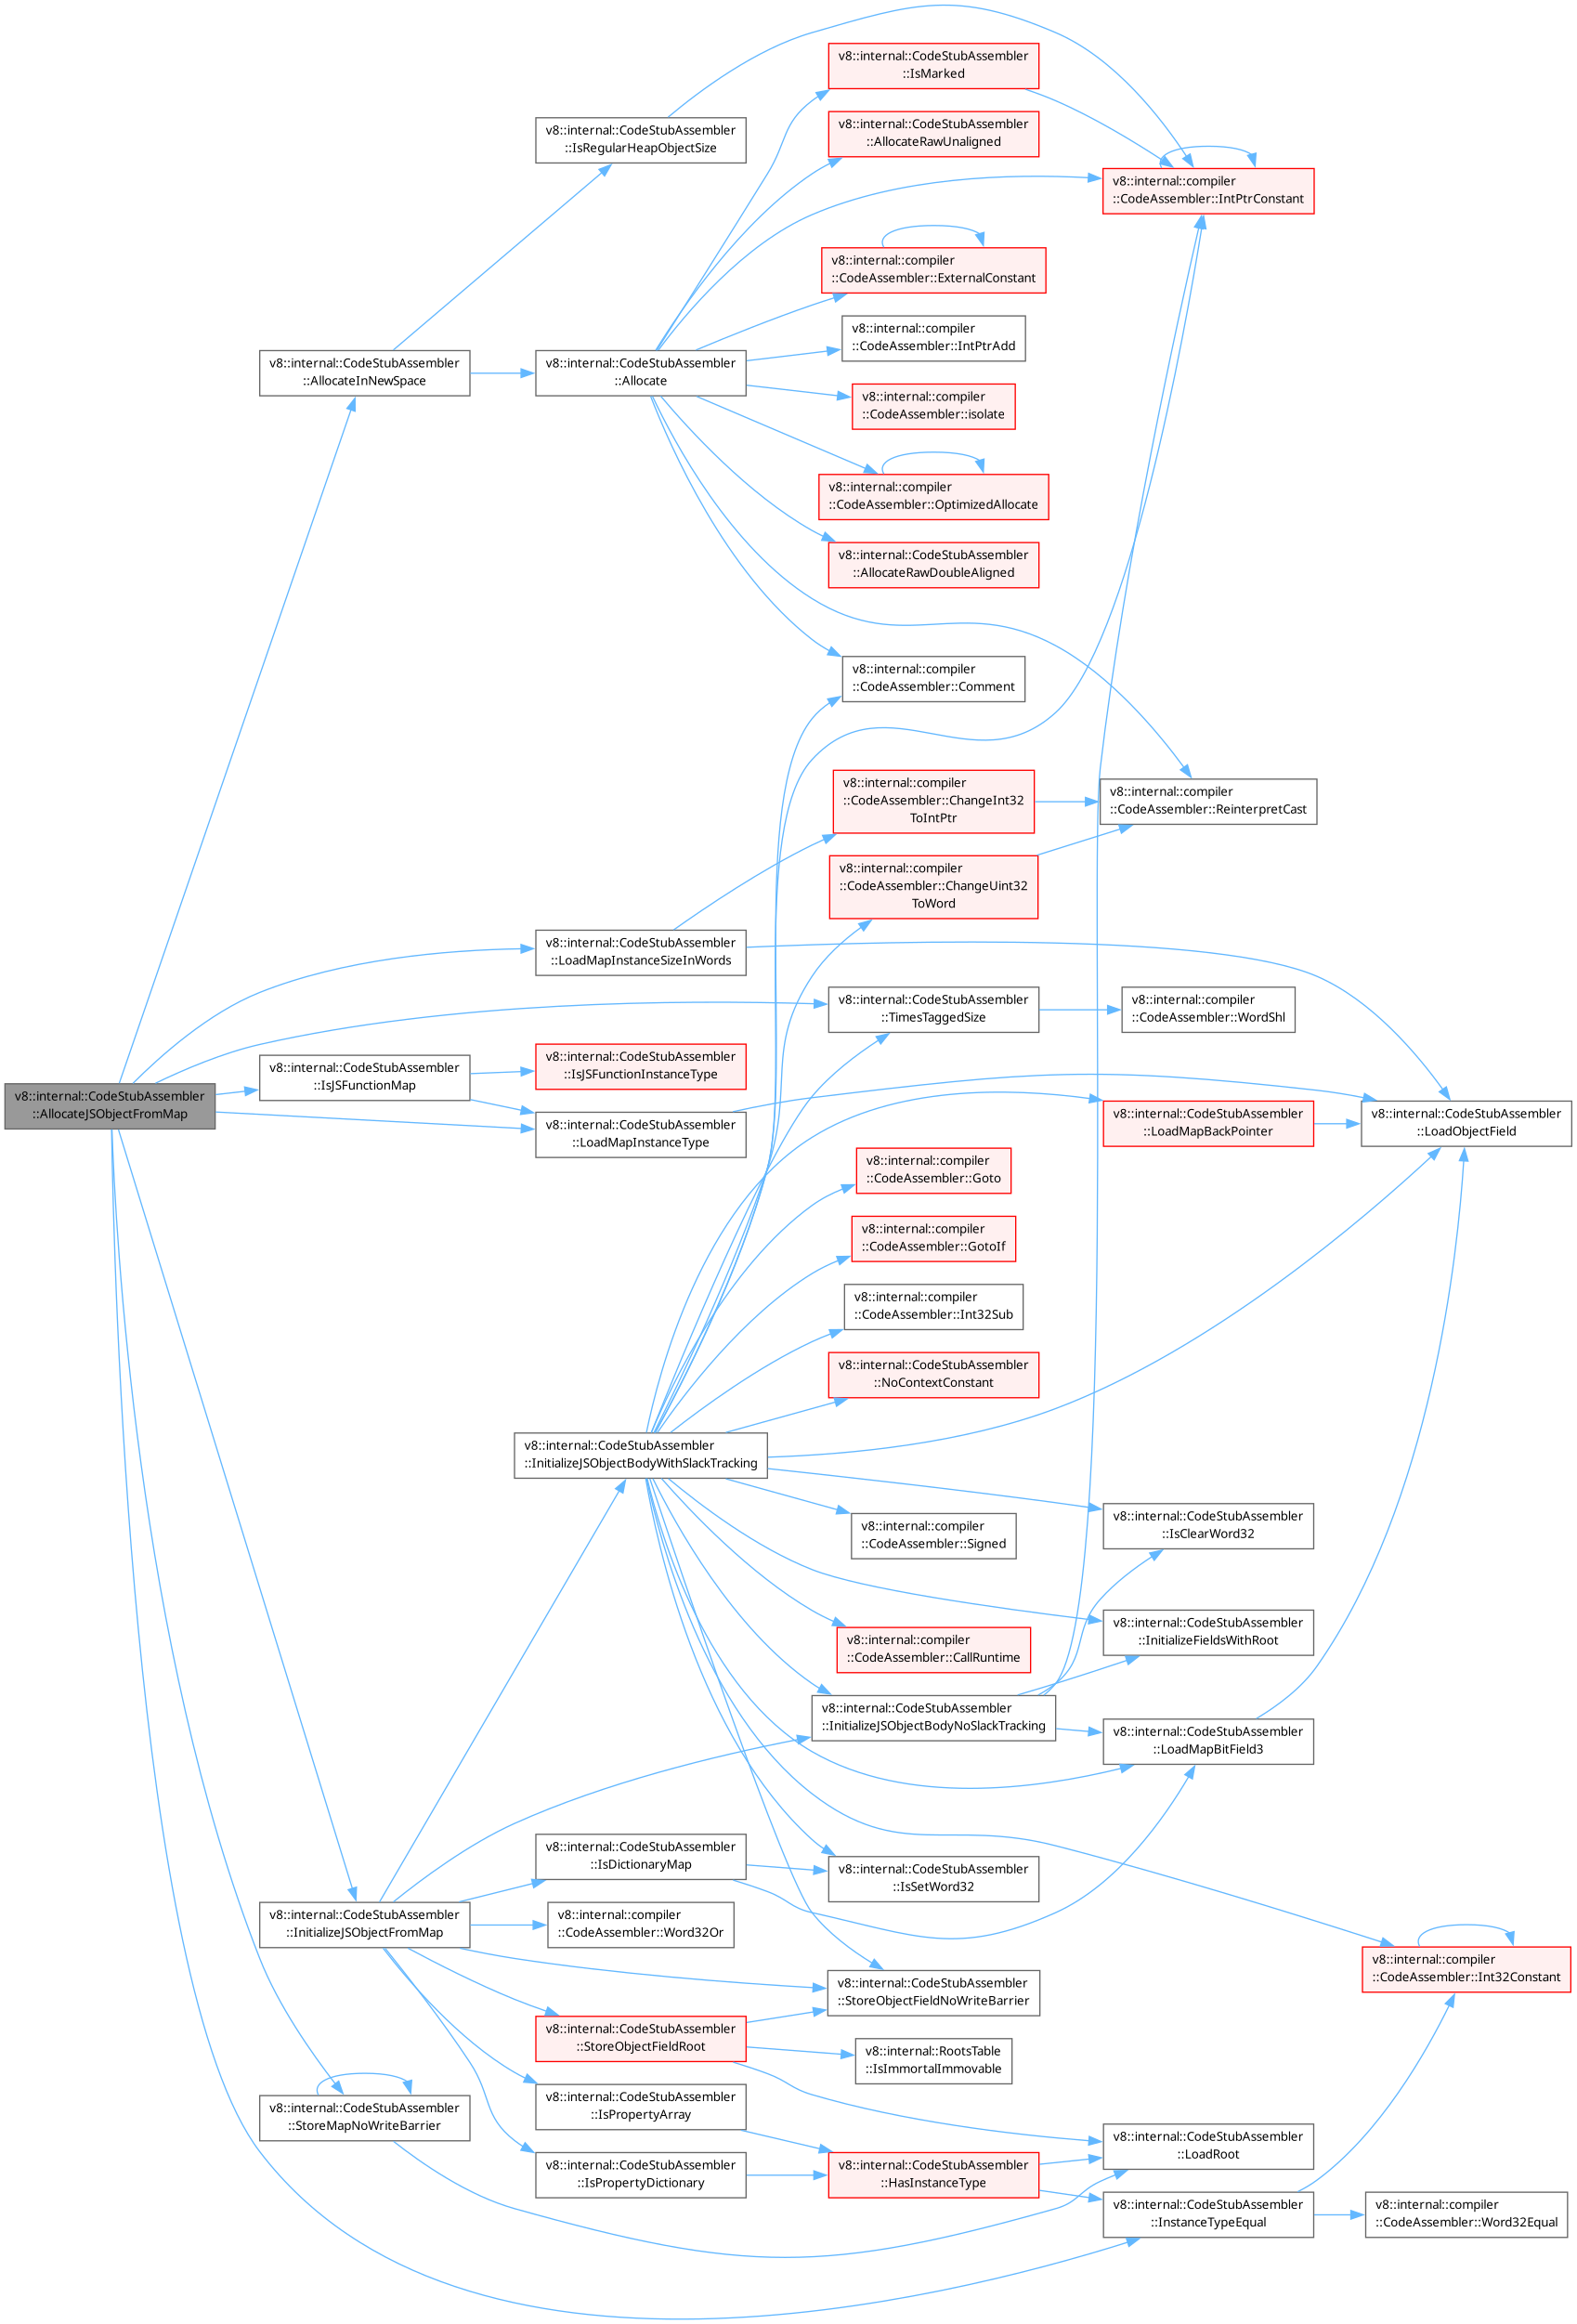 v8::internal::CodeStubAssembler
::AllocateJSObjectFromMap
v8::internal::CodeStubAssembler
::AllocateInNewSpace
v8::internal::CodeStubAssembler
::IsJSFunctionMap
v8::internal::CodeStubAssembler
::InitializeJSObjectFromMap
v8::internal::CodeStubAssembler
::StoreMapNoWriteBarrier
v8::internal::CodeStubAssembler
::IsRegularHeapObjectSize
v8::internal::CodeStubAssembler
::Allocate
v8::internal::CodeStubAssembler
::LoadMapInstanceSizeInWords
v8::internal::CodeStubAssembler
::IsJSFunctionInstanceType
v8::internal::CodeStubAssembler
::LoadMapInstanceType
v8::internal::CodeStubAssembler
::InitializeJSObjectBodyWithSlackTracking
v8::internal::CodeStubAssembler
::IsDictionaryMap
v8::internal::compiler
::CodeAssembler::Word32Or
v8::internal::CodeStubAssembler
::StoreObjectFieldRoot
v8::internal::CodeStubAssembler
::IsPropertyArray
v8::internal::CodeStubAssembler
::IsPropertyDictionary
v8::internal::CodeStubAssembler
::IsMarked
v8::internal::CodeStubAssembler
::AllocateRawUnaligned
v8::internal::compiler
::CodeAssembler::ExternalConstant
v8::internal::compiler
::CodeAssembler::IntPtrAdd
v8::internal::compiler
::CodeAssembler::isolate
v8::internal::compiler
::CodeAssembler::OptimizedAllocate
v8::internal::CodeStubAssembler
::AllocateRawDoubleAligned
v8::internal::compiler
::CodeAssembler::Comment
v8::internal::compiler
::CodeAssembler::ChangeInt32
ToIntPtr
v8::internal::compiler
::CodeAssembler::ChangeUint32
ToWord
v8::internal::CodeStubAssembler
::TimesTaggedSize
v8::internal::compiler
::CodeAssembler::Goto
v8::internal::compiler
::CodeAssembler::GotoIf
v8::internal::compiler
::CodeAssembler::Int32Sub
v8::internal::CodeStubAssembler
::NoContextConstant
v8::internal::compiler
::CodeAssembler::Signed
v8::internal::compiler
::CodeAssembler::CallRuntime
v8::internal::CodeStubAssembler
::InitializeJSObjectBodyNoSlackTracking
v8::internal::CodeStubAssembler
::IsSetWord32
v8::internal::CodeStubAssembler
::StoreObjectFieldNoWriteBarrier
v8::internal::RootsTable
::IsImmortalImmovable
v8::internal::CodeStubAssembler
::HasInstanceType
v8::internal::compiler
::CodeAssembler::IntPtrConstant
v8::internal::compiler
::CodeAssembler::ReinterpretCast
v8::internal::compiler
::CodeAssembler::WordShl
v8::internal::CodeStubAssembler
::LoadMapBackPointer
v8::internal::CodeStubAssembler
::IsClearWord32
v8::internal::CodeStubAssembler
::InitializeFieldsWithRoot
v8::internal::CodeStubAssembler
::LoadMapBitField3
v8::internal::CodeStubAssembler
::LoadRoot
v8::internal::CodeStubAssembler
::InstanceTypeEqual
v8::internal::CodeStubAssembler
::LoadObjectField
v8::internal::compiler
::CodeAssembler::Int32Constant
v8::internal::compiler
::CodeAssembler::Word32Equal